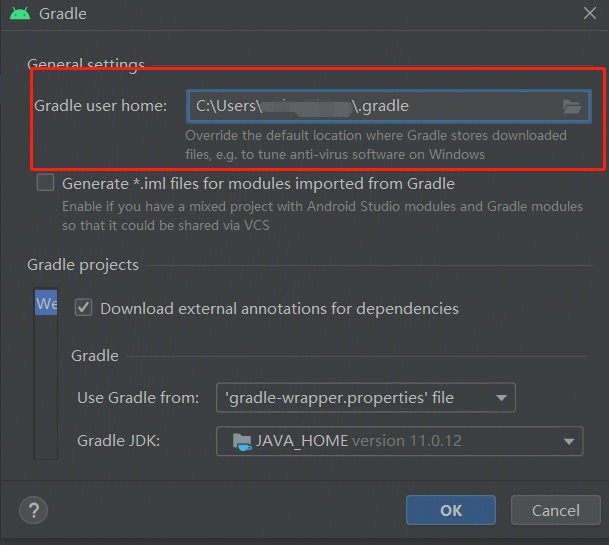 Gradle
General settings
Gradle user home: C:\Users\ \.gradle
Override the default location where Gradle stores downloaded
files, e.g. to tune anti-virus software on Windows
Generate *.iml files for modules imported from Gradle
Enable if you have a mixed project with Android Studio modules and Gradle modules
so that it could be shared via VCS
Gradle projects
We
Download external annotations for dependencies
Gradle
Use Gradle from: 'gradle-wrapper.properties' file
Gradle JDK: JAVA_HOME version 11.0.12
? OK Cancel